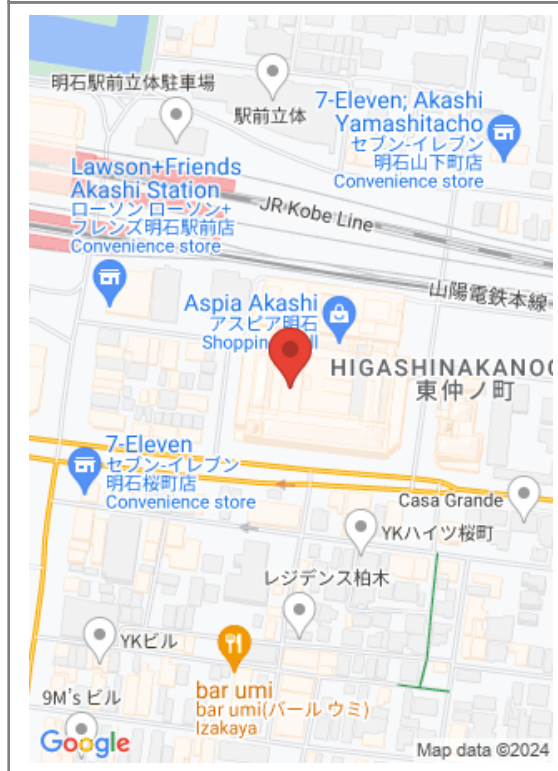 明石駅前立体駐車場
駅前立体
7-Eleven; Akashi
Yamashitacho
セブン-イレブン
明石山下町店
Convenience store
Lawson+Friends
Akashi Station
ローソン ローソン+
フレンズ明石駅前店
Convenience store
JR Kobe Line
山陽電鉄本線
Aspia Akashi
アスピア明石
Shopping
HIGASHINAKANOC
東仲ノ町
7-Eleven
セブン-イレブン
明石桜町店
Convenience store
Casa Grande
YKハイツ桜町
レジデンス柏木
YKビル
bar umi
bar umi(バール ウミ)
Izakaya
9M's ビル
Google
Map data ©2024